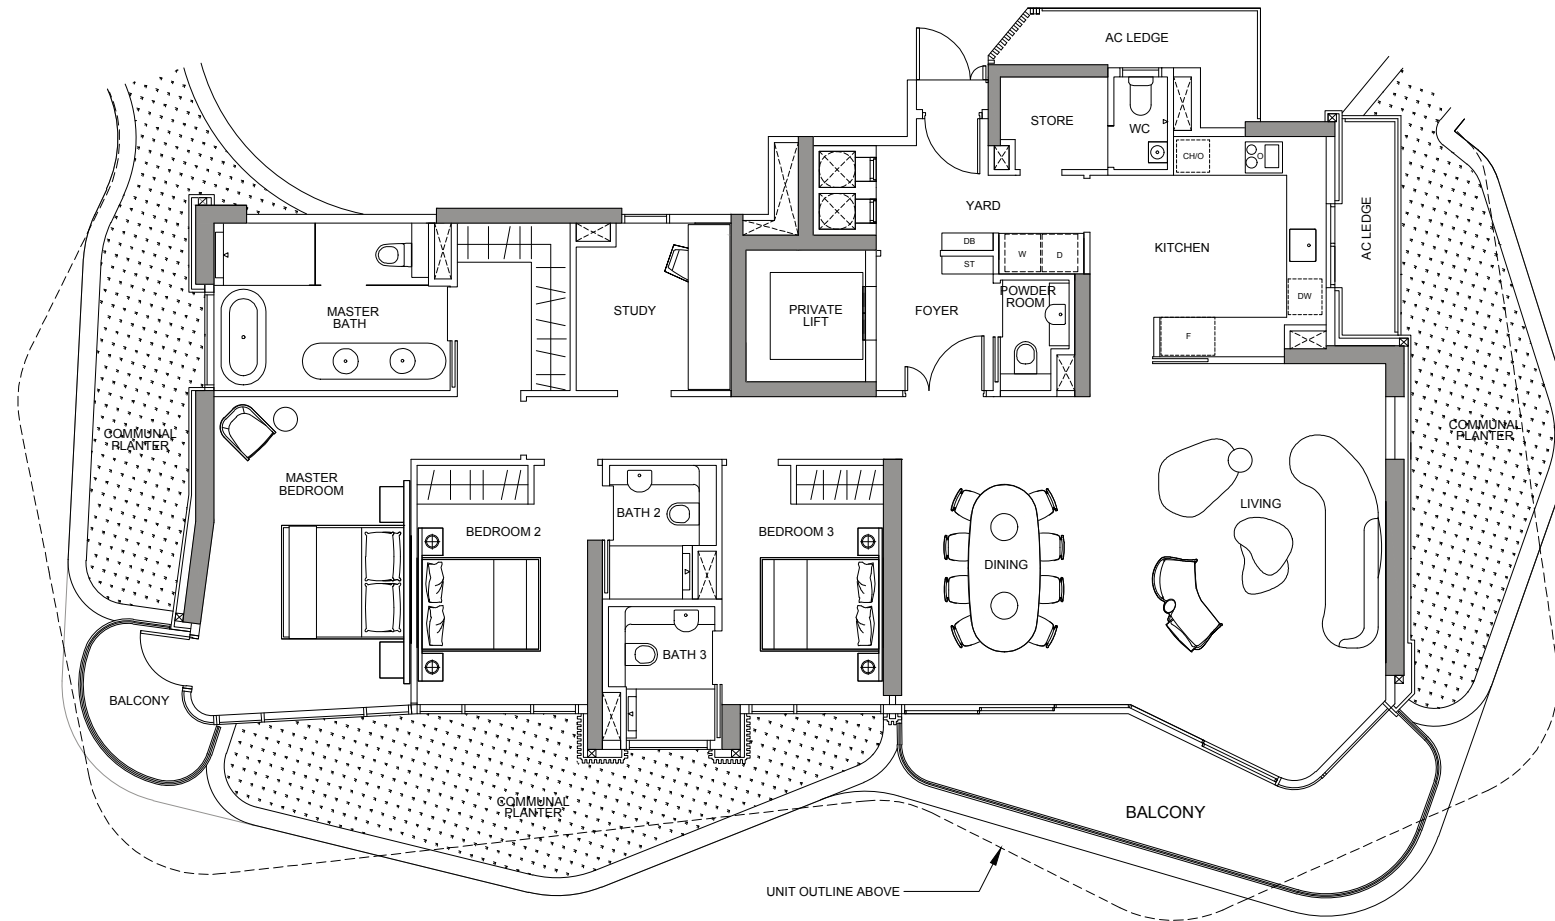 AC LEDGE
STORE
WC
CH/O
O
YARD
KITCHEN
AC LEDGE
DB
ST
W
D
DW
MASTER
BATH
STUDY
PRIVATE
LIFT
FOYER
POWDER
ROOM
F
COMMUNAL
PLANTER
COMMUNAL
PLANTER
MASTER
BEDROOM
BEDROOM 2
BATH 2
BEDROOM 3
LIVING
DINING
BATH 3
BALCONY
COMMUNAL
PLANTER
BALCONY
UNIT OUTLINE ABOVE